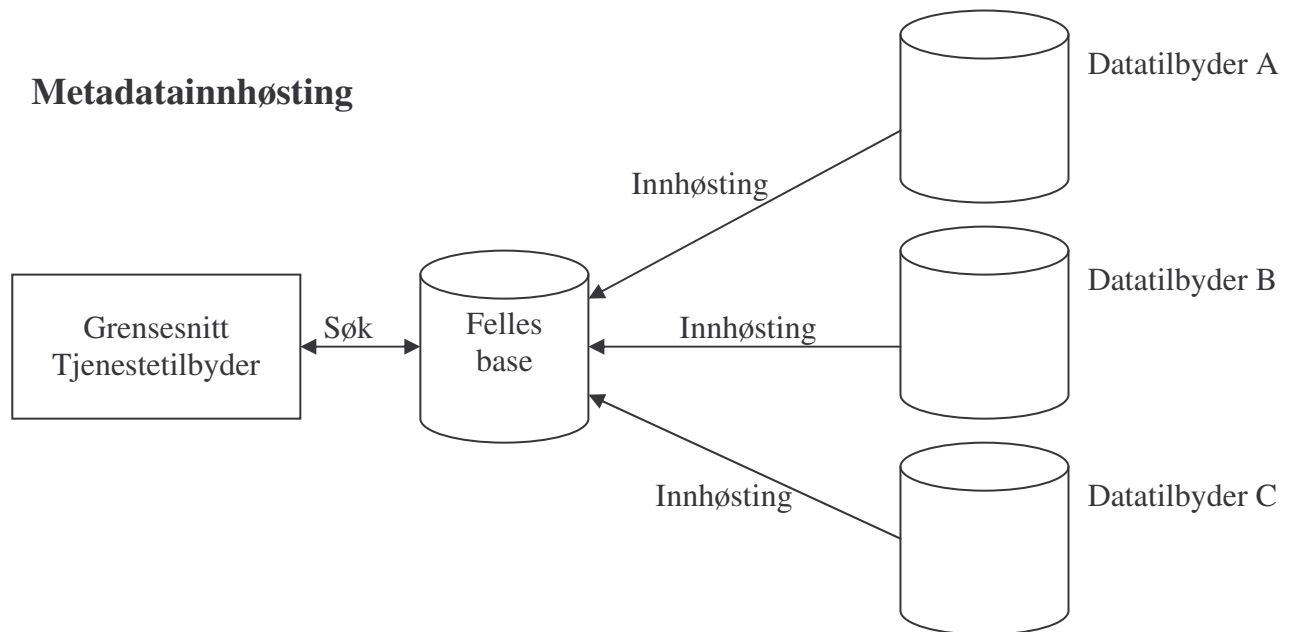 Metadatainnhøsting
Datatilbyder A
Innhøsting
Datatilbyder B
Grensesnitt
Tjenestetilbyder
Søk
Felles
base
Innhøsting
Innhøsting
Datatilbyder C